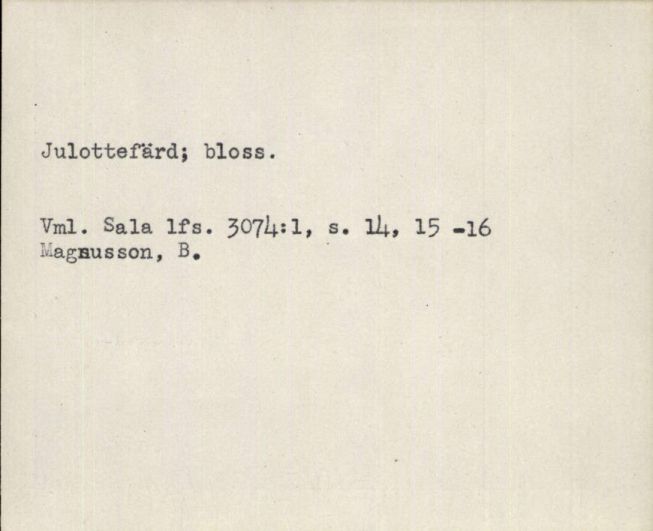 Julottefärd; bloss.
Vml. Sala lfs. 3074:1, s. 14, 15 -16
Magnusson, B.